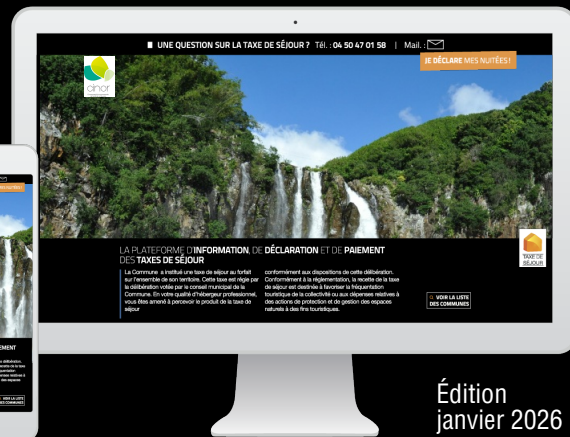 UNE QUESTION SUR LA TAXE DE SÉJOUR ? Tél. : 04 50 47 01 58 | Mail. :
JE DÉCLARE MES NUITÉES !
cinor
LA PLATEFORME D'INFORMATION, DE DÉCLARATION ET DE PAIEMENT
DES TAXES DE SÉJOUR
La Commune a institué une taxe de séjour au forfait
sur l'ensemble de son territoire. Cette taxe est régie par
la délibération votée par le conseil municipal de la
Commune. En votre qualité d'hébergeur professionnel,
vous êtes amené à percevoir le produit de la taxe de
séjour
conformément aux dispositions de cette délibération.
Conformément à la réglementation, la recette de la taxe
de séjour est destinée à favoriser la fréquentation
touristique de la collectivité ou aux dépenses relatives à
des actions de protection et de gestion des espaces
naturels à des fins touristiques.
TAXE DE
SÉJOUR
VOIR LA LISTE
DES COMMUNES
PAIEMENT
VOIR LA LISTE
DES COMMUNES
Édition
janvier 2026